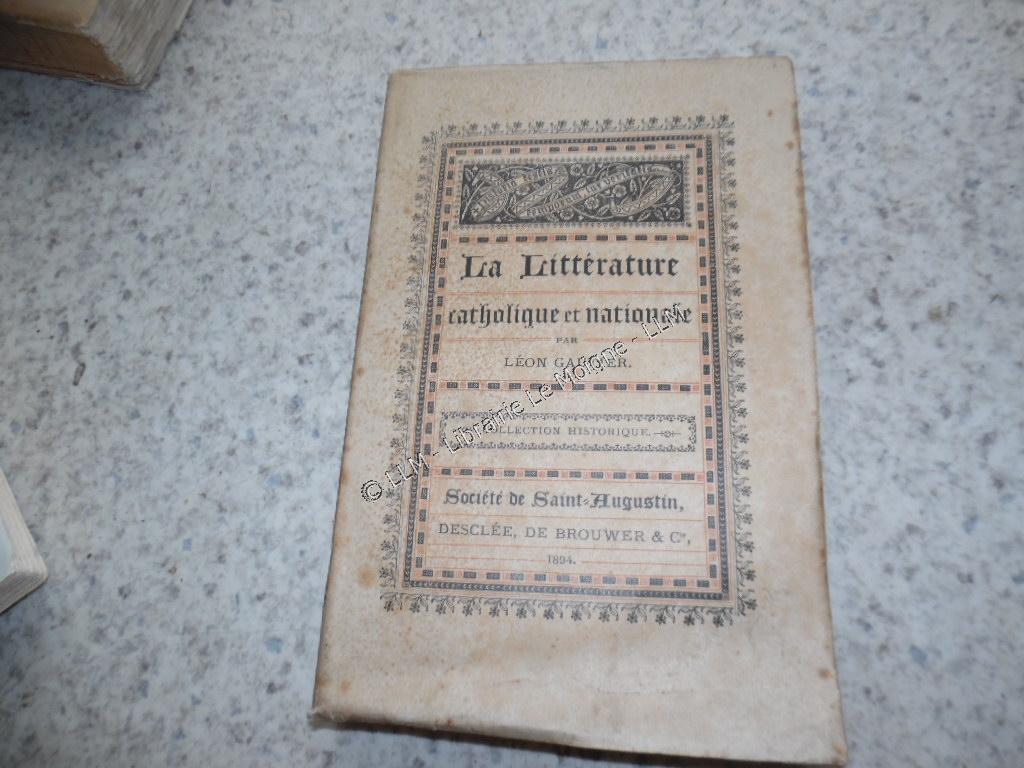 La Littérature
catholique et nationale
PAR
LÉON GAUTIER.
COLLECTION HISTORIQUE.
Société de Saint-Augustin,
DESCLÉE, DE BROUWER & Cie,
1894.
© LLM - Librairie Le Moigne - LLM